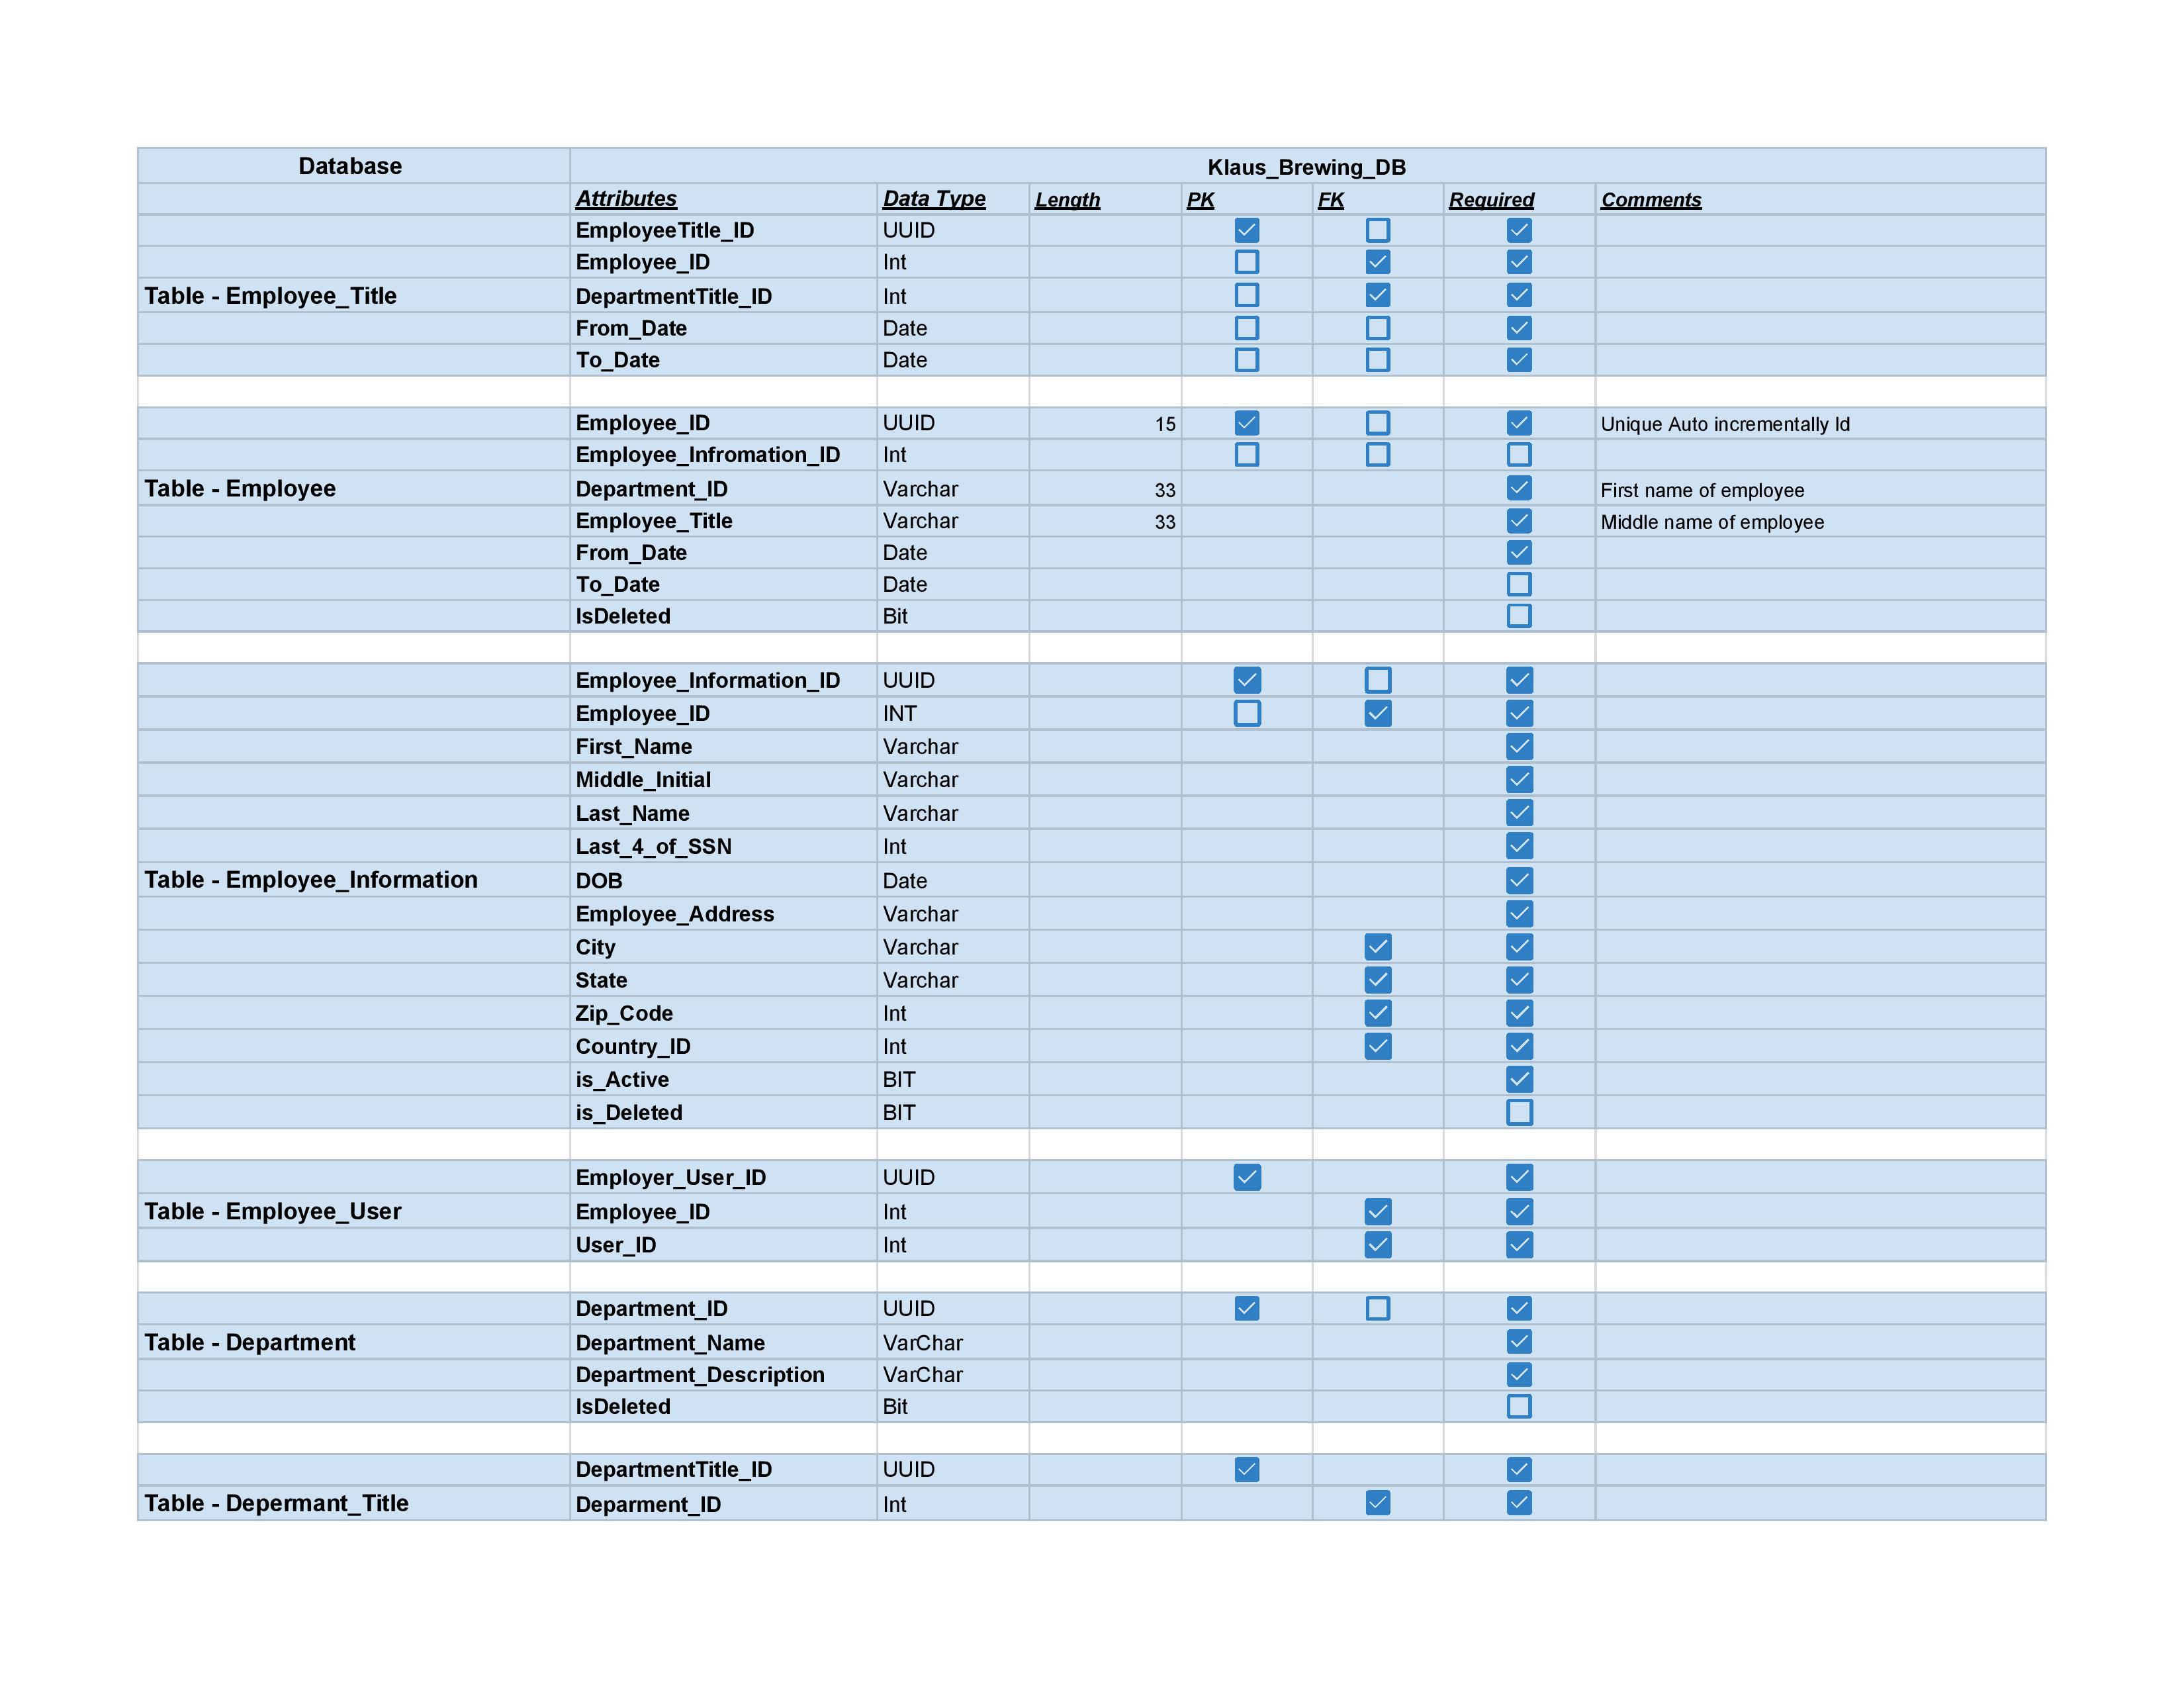 Database Klaus_Brewing_DB
Attributes Data Type Length PK FK Required Comments
EmployeeTitle_ID UUID
Employee_ID Int
Table - Employee_Title DepartmentTitle_ID Int
From_Date Date
To_Date Date
Employee_ID UUID 15 Unique Auto incrementally Id
Employee_Infromation_ID Int
Table - Employee Department_ID Varchar 33 First name of employee
Employee_Title Varchar 33 Middle name of employee
From_Date Date
To_Date Date
IsDeleted Bit
Employee_Information_ID UUID
Employee_ID INT
First_Name Varchar
Middle_Initial Varchar
Last_Name Varchar
Last_4_of_SSN Int
Table - Employee_Information DOB Date
Employee_Address Varchar
City Varchar
State Varchar
Zip_Code Int
Country_ID Int
is_Active BIT
is_Deleted BIT
Employer_User_ID UUID
Table - Employee_User Employee_ID Int
User_ID Int
Department_ID UUID
Table - Department Department_Name VarChar
Department_Description VarChar
IsDeleted Bit
DepartmentTitle_ID UUID
Table - Depermant_Title Deparment_ID Int